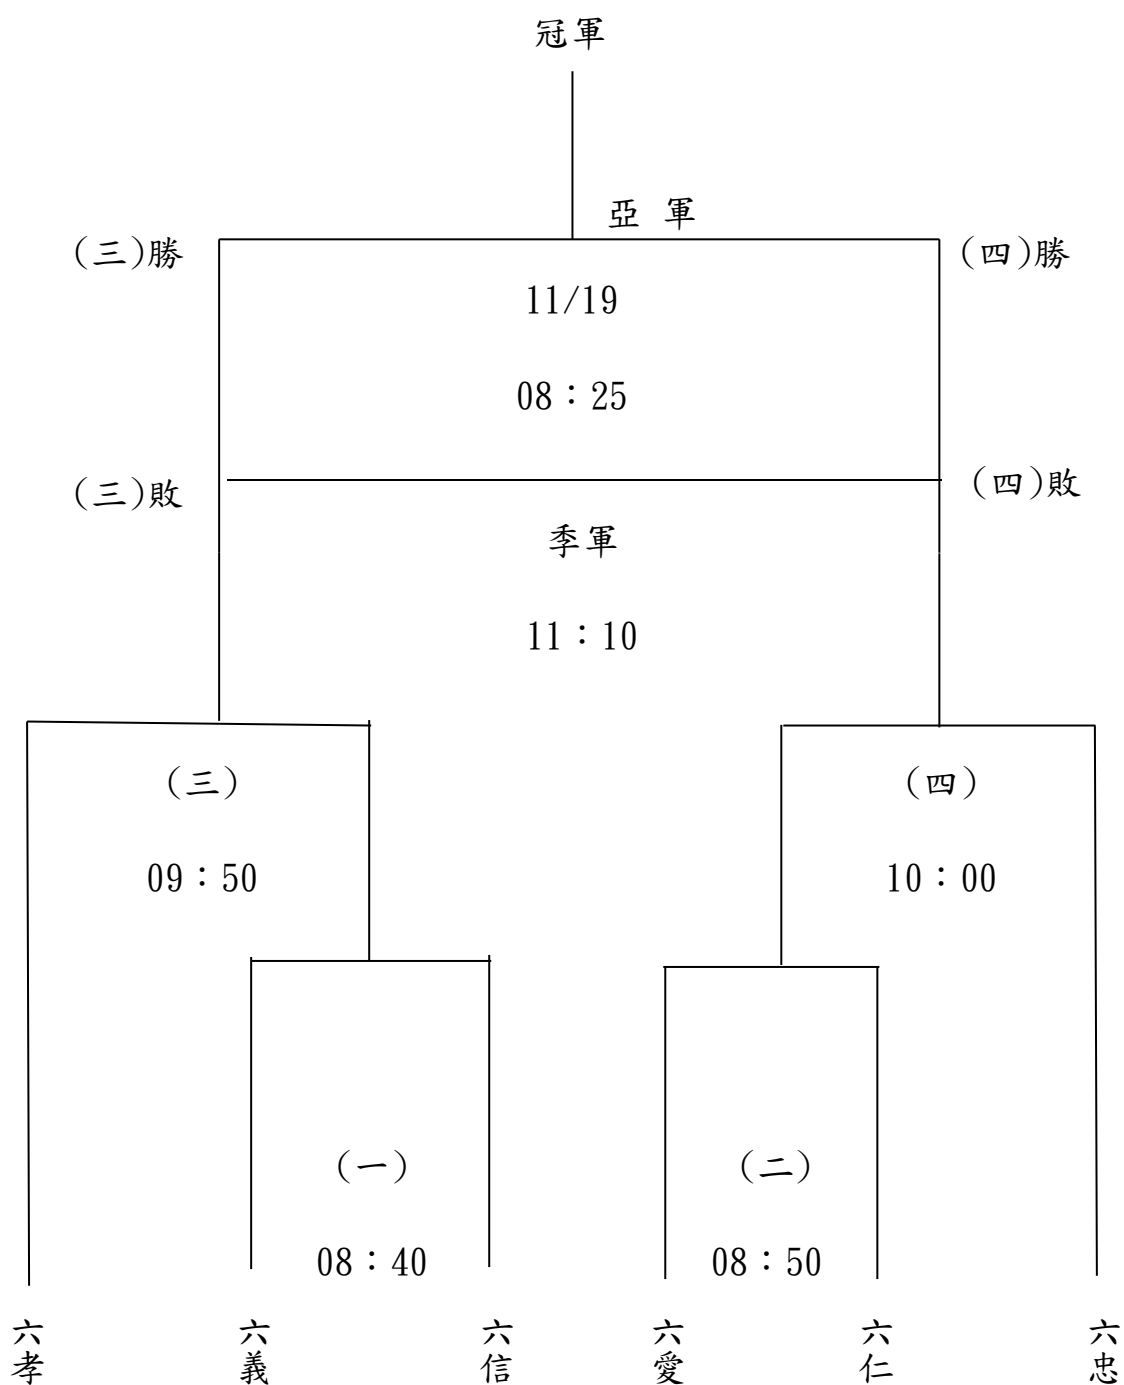 冠軍
亞 軍
(三)勝
(四)勝
11/19
08：25
(三)敗
(四)敗
季軍
11：10
(三)
(四)
09：50
10：00
(一)
(二)
08：40
08：50
六孝
六義
六信
六愛
六仁
六忠